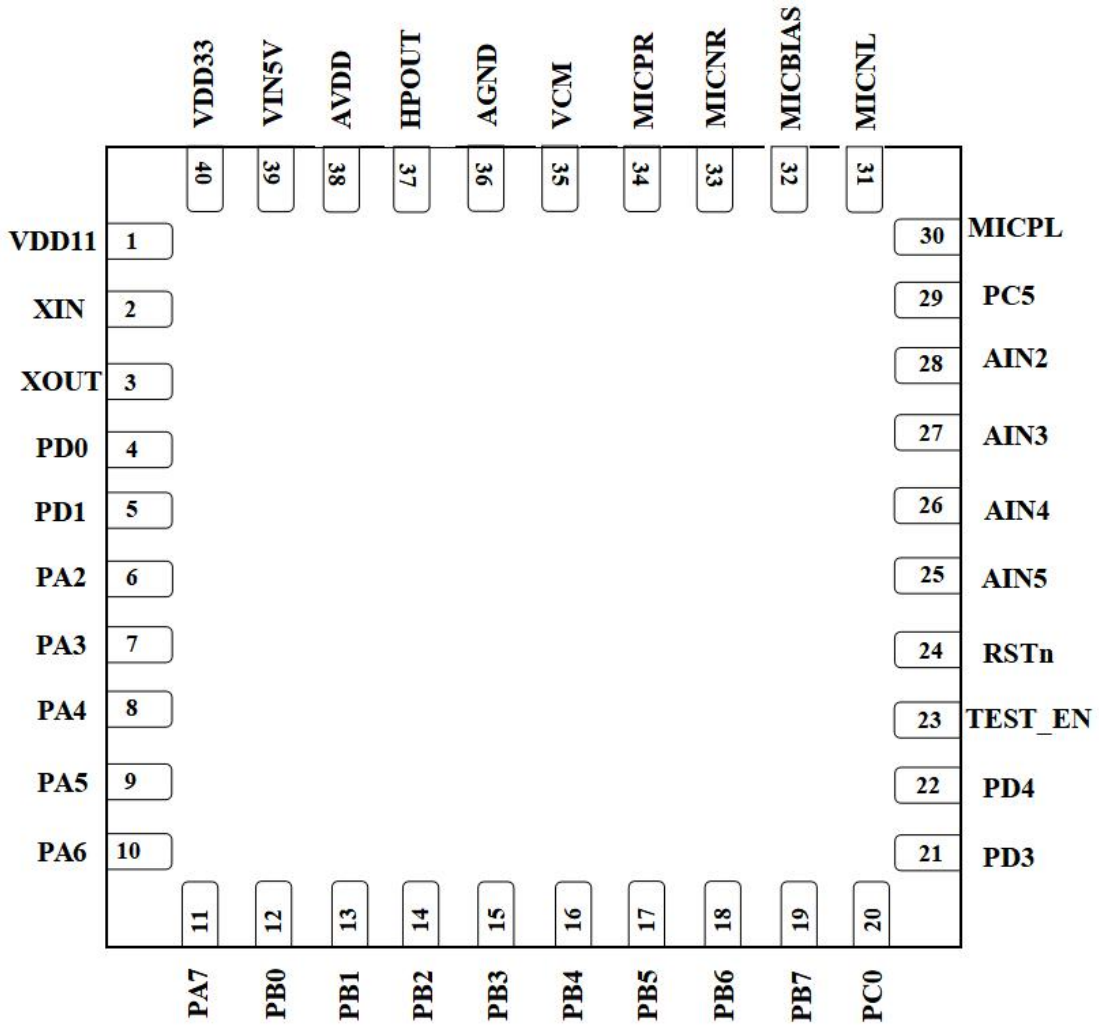 VDD33 VIN5V AVDD HPOUT AGND VCM MICPR MICNR MICBIAS MICNL
40 39 38 37 36 35 34 33 32 31
VDD11 1 30 MICPL
XIN 2 29 PC5
XOUT 3 28 AIN2
PD0 4 27 AIN3
PD1 5 26 AIN4
PA2 6 25 AIN5
PA3 7 24 RSTn
PA4 8 23 TEST_EN
PA5 9 22 PD4
PA6 10 21 PD3
11 12 13 14 15 16 17 18 19 20
PA7 PB0 PB1 PB2 PB3 PB4 PB5 PB6 PB7 PC0